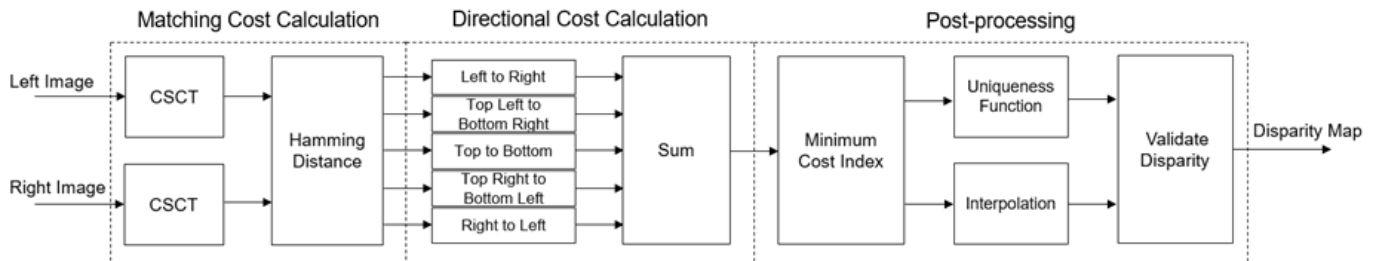 Matching Cost Calculation
Directional Cost Calculation
Post-processing
Left Image
CSCT
Right Image
CSCT
Hamming
Distance
Left to Right
Top Left to
Bottom Right
Top to Bottom
Top Right to
Bottom Left
Right to Left
Sum
Minimum
Cost Index
Uniqueness
Function
Interpolation
Validate
Disparity
Disparity Map